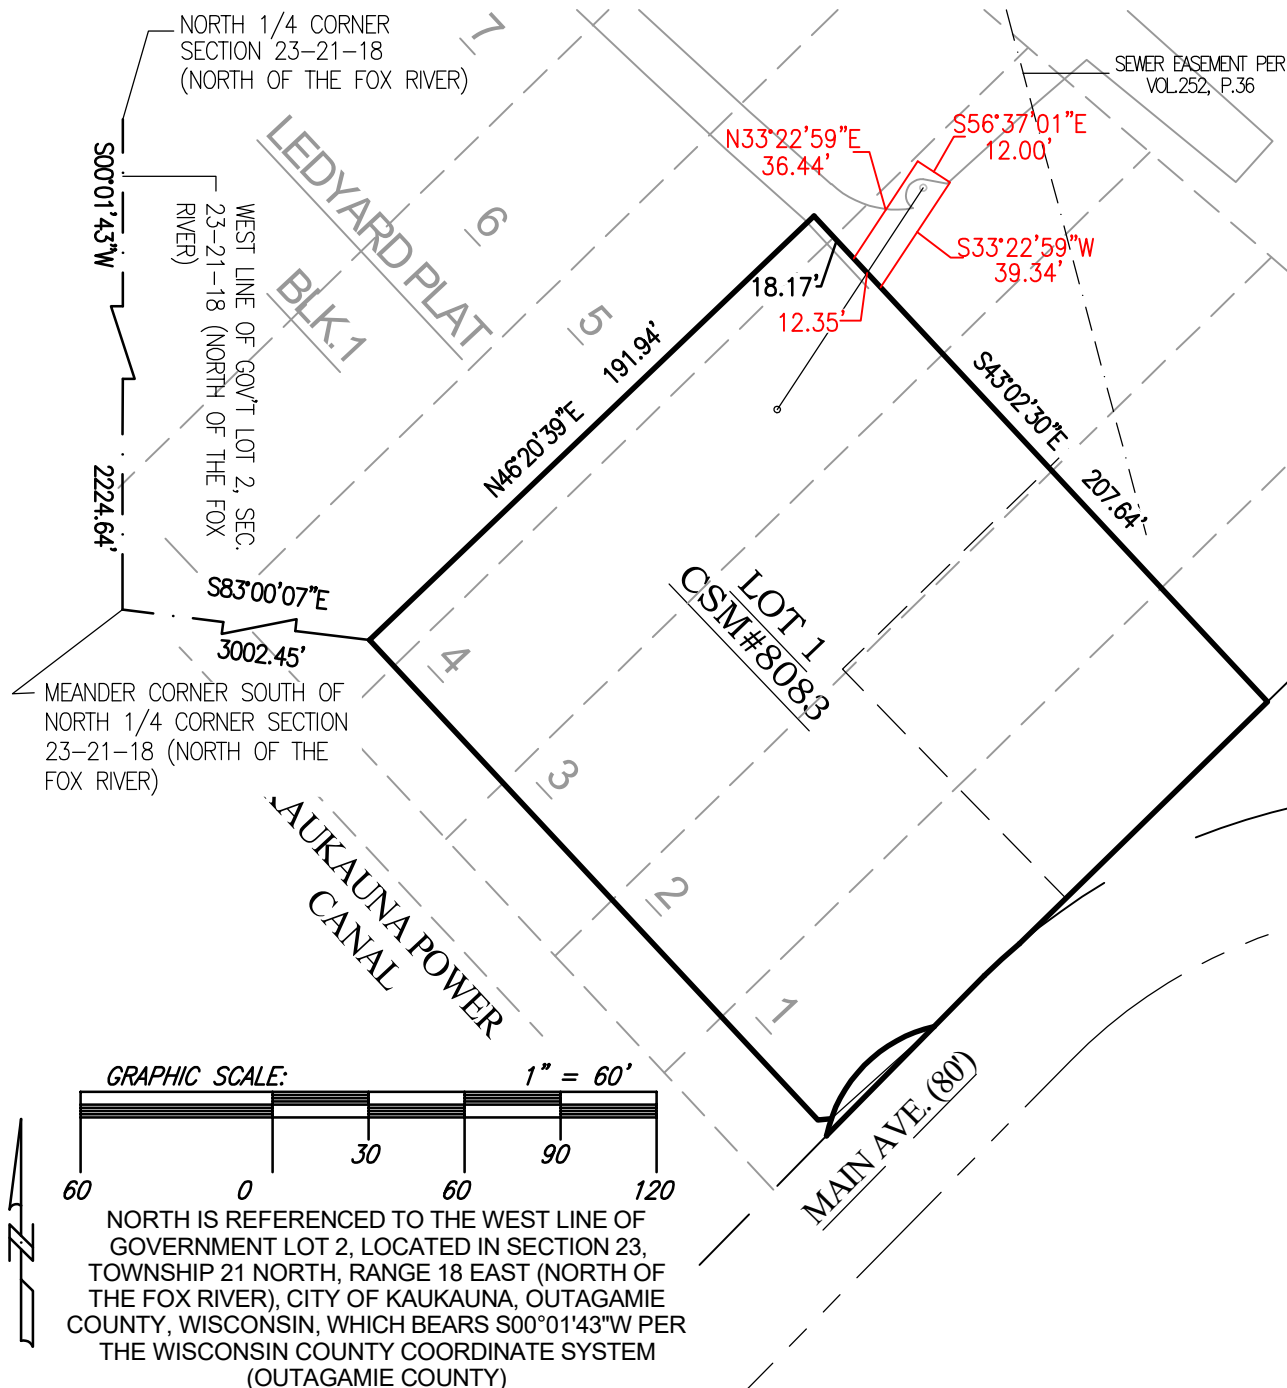 NORTH 1/4 CORNER
SECTION 23-21-18
(NORTH OF THE FOX RIVER)
SEWER EASEMENT PER
VOL.252, P.36
7
LEDYARD PLAT
BLK.1
6
5
N33°22'59"E
36.44'
S56°37'01"E
12.00'
S33°22'59"W
39.34'
18.17'
12.35'
S00°01'43"W
2224.64'
WEST LINE OF GOV'T LOT 2, SEC.
23-21-18 (NORTH OF THE FOX
RIVER)
191.94'
N46°20'39"E
S43°02'30"E
207.64'
S83°00'07"E
3002.45'
LOT 1
CSM#8083
MEANDER CORNER SOUTH OF
NORTH 1/4 CORNER SECTION
23-21-18 (NORTH OF THE
FOX RIVER)
4
3
2
1
KAUKAUNA POWER
CANAL
MAIN AVE. (80')
GRAPHIC SCALE: 1" = 60'
30 90
60 0 60 120
N
NORTH IS REFERENCED TO THE WEST LINE OF
GOVERNMENT LOT 2, LOCATED IN SECTION 23,
TOWNSHIP 21 NORTH, RANGE 18 EAST (NORTH OF
THE FOX RIVER), CITY OF KAUKAUNA, OUTAGAMIE
COUNTY, WISCONSIN, WHICH BEARS S00°01'43"W PER
THE WISCONSIN COUNTY COORDINATE SYSTEM
(OUTAGAMIE COUNTY)